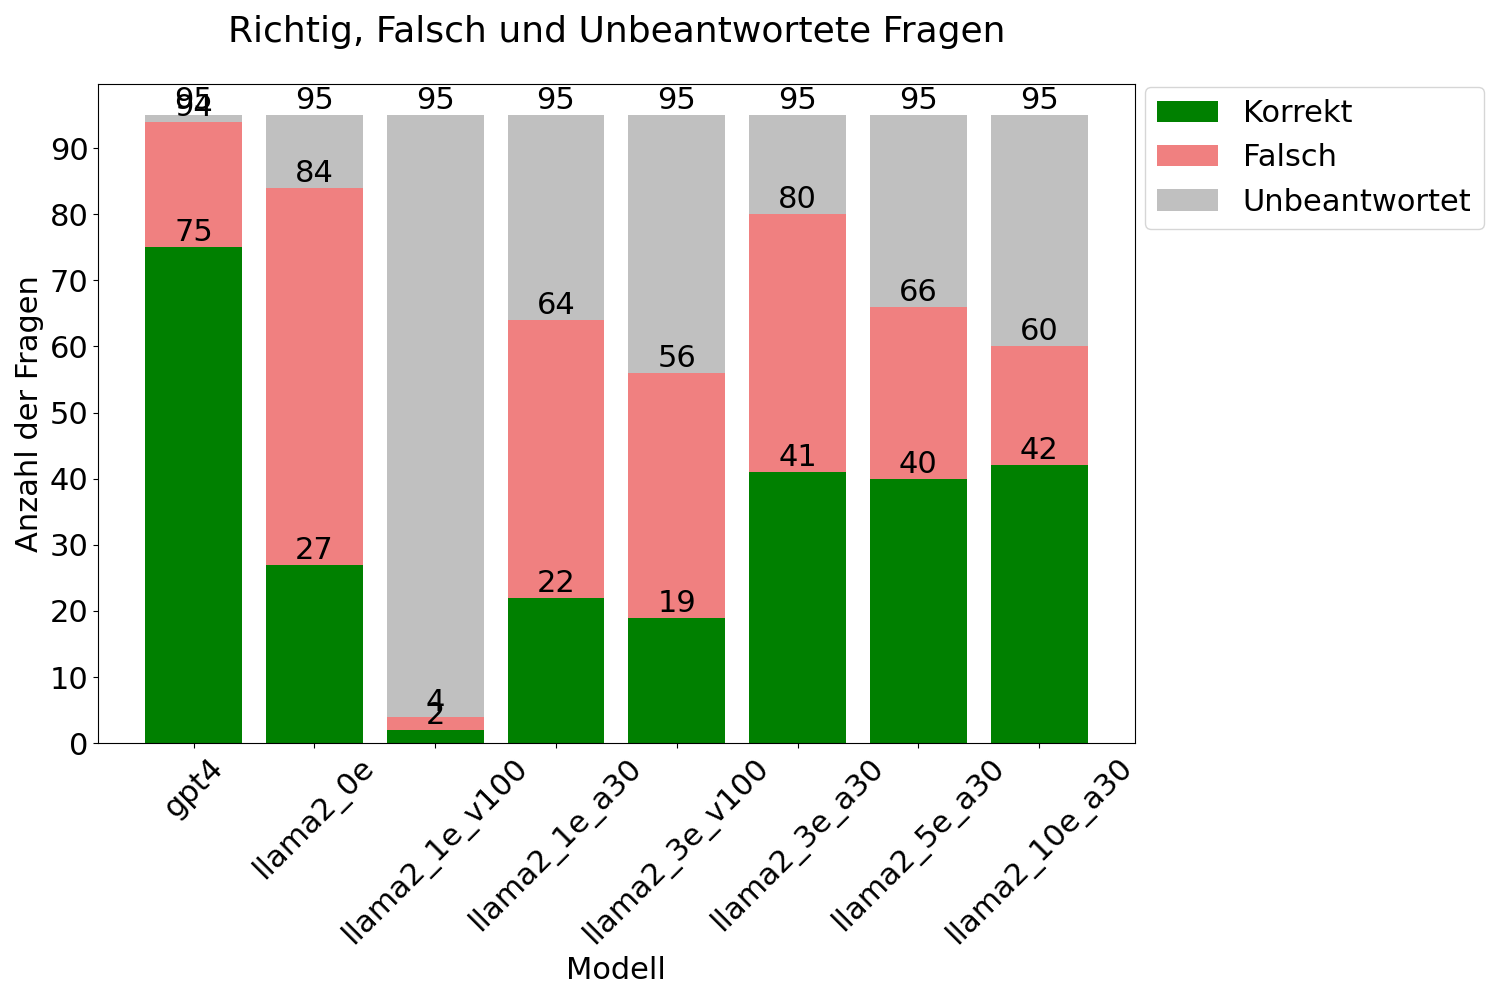 Richtig, Falsch und Unbeantwortete Fragen
95 95 95 95 95 95 95 95
94
84
80
75
64
66
60
56
41
40
42
27
22
19
4
2
Korrekt
Falsch
Unbeantwortet
Anzahl der Fragen
90
80
70
60
50
40
30
20
10
0
gpt4
llama2_0e
llama2_1e_v100
llama2_1e_a30
llama2_3e_v100
llama2_3e_a30
llama2_5e_a30
llama2_10e_a30
Modell